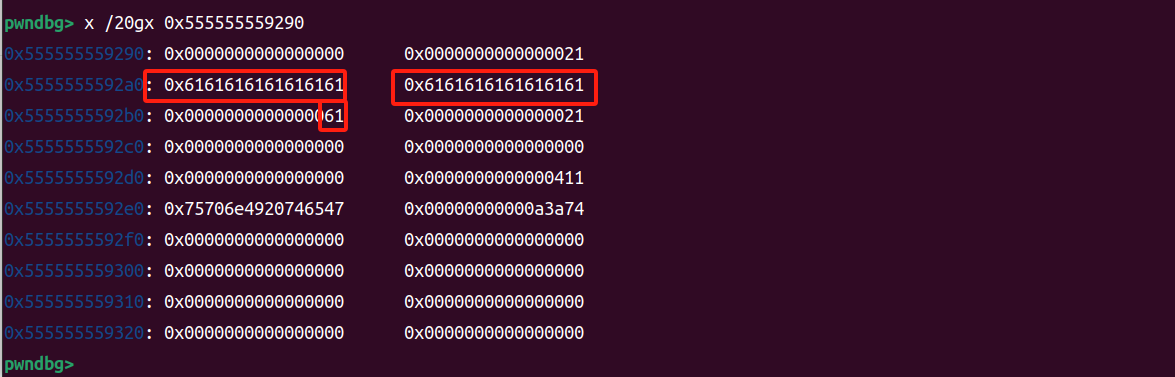 pwndbg> x /20gx 0x555555559290
0x555555559290: 0x0000000000000000 0x0000000000000021
0x5555555592a0: 0x6161616161616161 0x6161616161616161
0x5555555592b0: 0x0000000000000061 0x0000000000000021
0x5555555592c0: 0x0000000000000000 0x0000000000000000
0x5555555592d0: 0x0000000000000000 0x0000000000000411
0x5555555592e0: 0x75706e4920746547 0x00000000000a3a74
0x5555555592f0: 0x0000000000000000 0x0000000000000000
0x555555559300: 0x0000000000000000 0x0000000000000000
0x555555559310: 0x0000000000000000 0x0000000000000000
0x555555559320: 0x0000000000000000 0x0000000000000000
pwndbg>